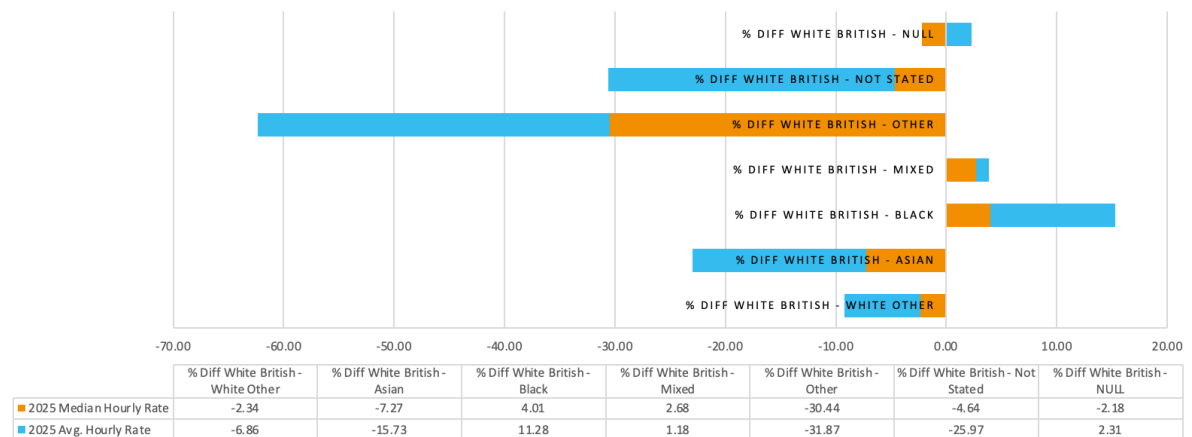 % DIFF WHITE BRITISH - NULL
% DIFF WHITE BRITISH - NOT STATED
% DIFF WHITE BRITISH - OTHER
% DIFF WHITE BRITISH - MIXED
% DIFF WHITE BRITISH - BLACK
% DIFF WHITE BRITISH - ASIAN
% DIFF WHITE BRITISH - WHITE OTHER
-70.00 -60.00 -50.00 -40.00 -30.00 -20.00 -10.00 0.00 10.00 20.00
% Diff White British - % Diff White British - % Diff White British - % Diff White British - % Diff White British - % Diff White British - Not % Diff White British -
White Other Asian Black Mixed Other Stated NULL
2025 Median Hourly Rate -2.34 -7.27 4.01 2.68 -30.44 -4.64 -2.18
2025 Avg. Hourly Rate -6.86 -15.73 11.28 1.18 -31.87 -25.97 2.31